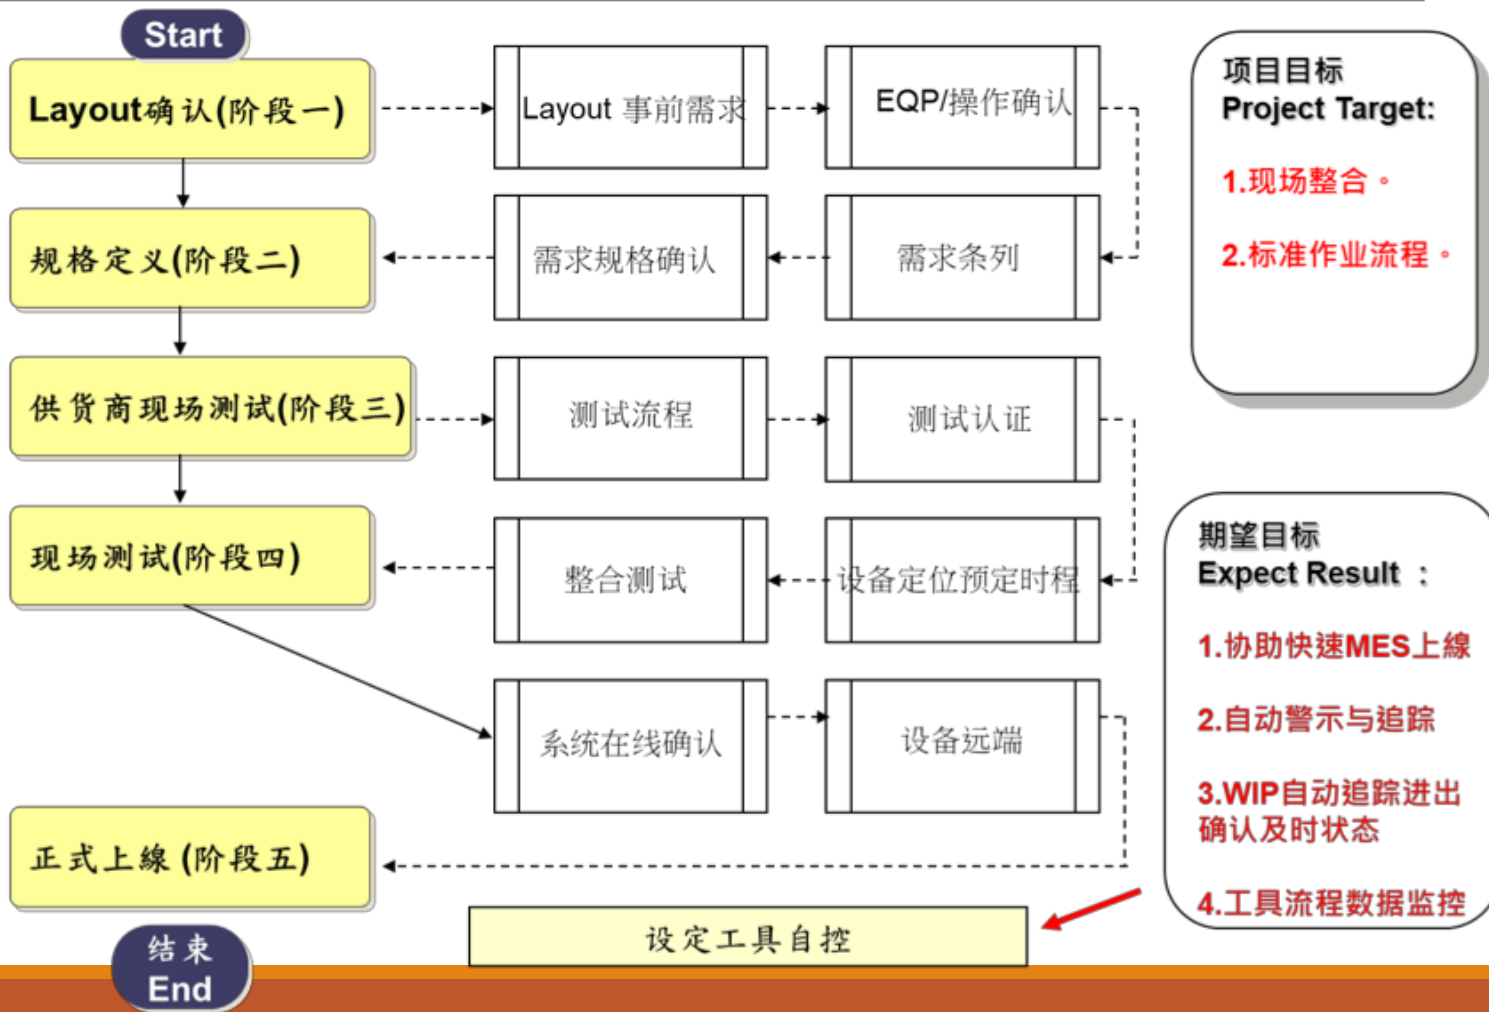 Start
Layout确认(阶段一)
Layout 事前需求
EQP/操作确认
规格定义(阶段二)
需求规格确认
需求条列
供货商现场测试(阶段三)
测试流程
测试认证
现场测试(阶段四)
整合测试
设备定位预定时程
系统在线确认
设备远端
正式上線 (阶段五)
设定工具自控
结束
End
项目目标
Project Target:
1.现场整合。
2.标准作业流程。
期望目标
Expect Result ：
1.协助快速MES上線
2.自动警示与追踪
3.WIP自动追踪进出
确认及时状态
4.工具流程数据监控